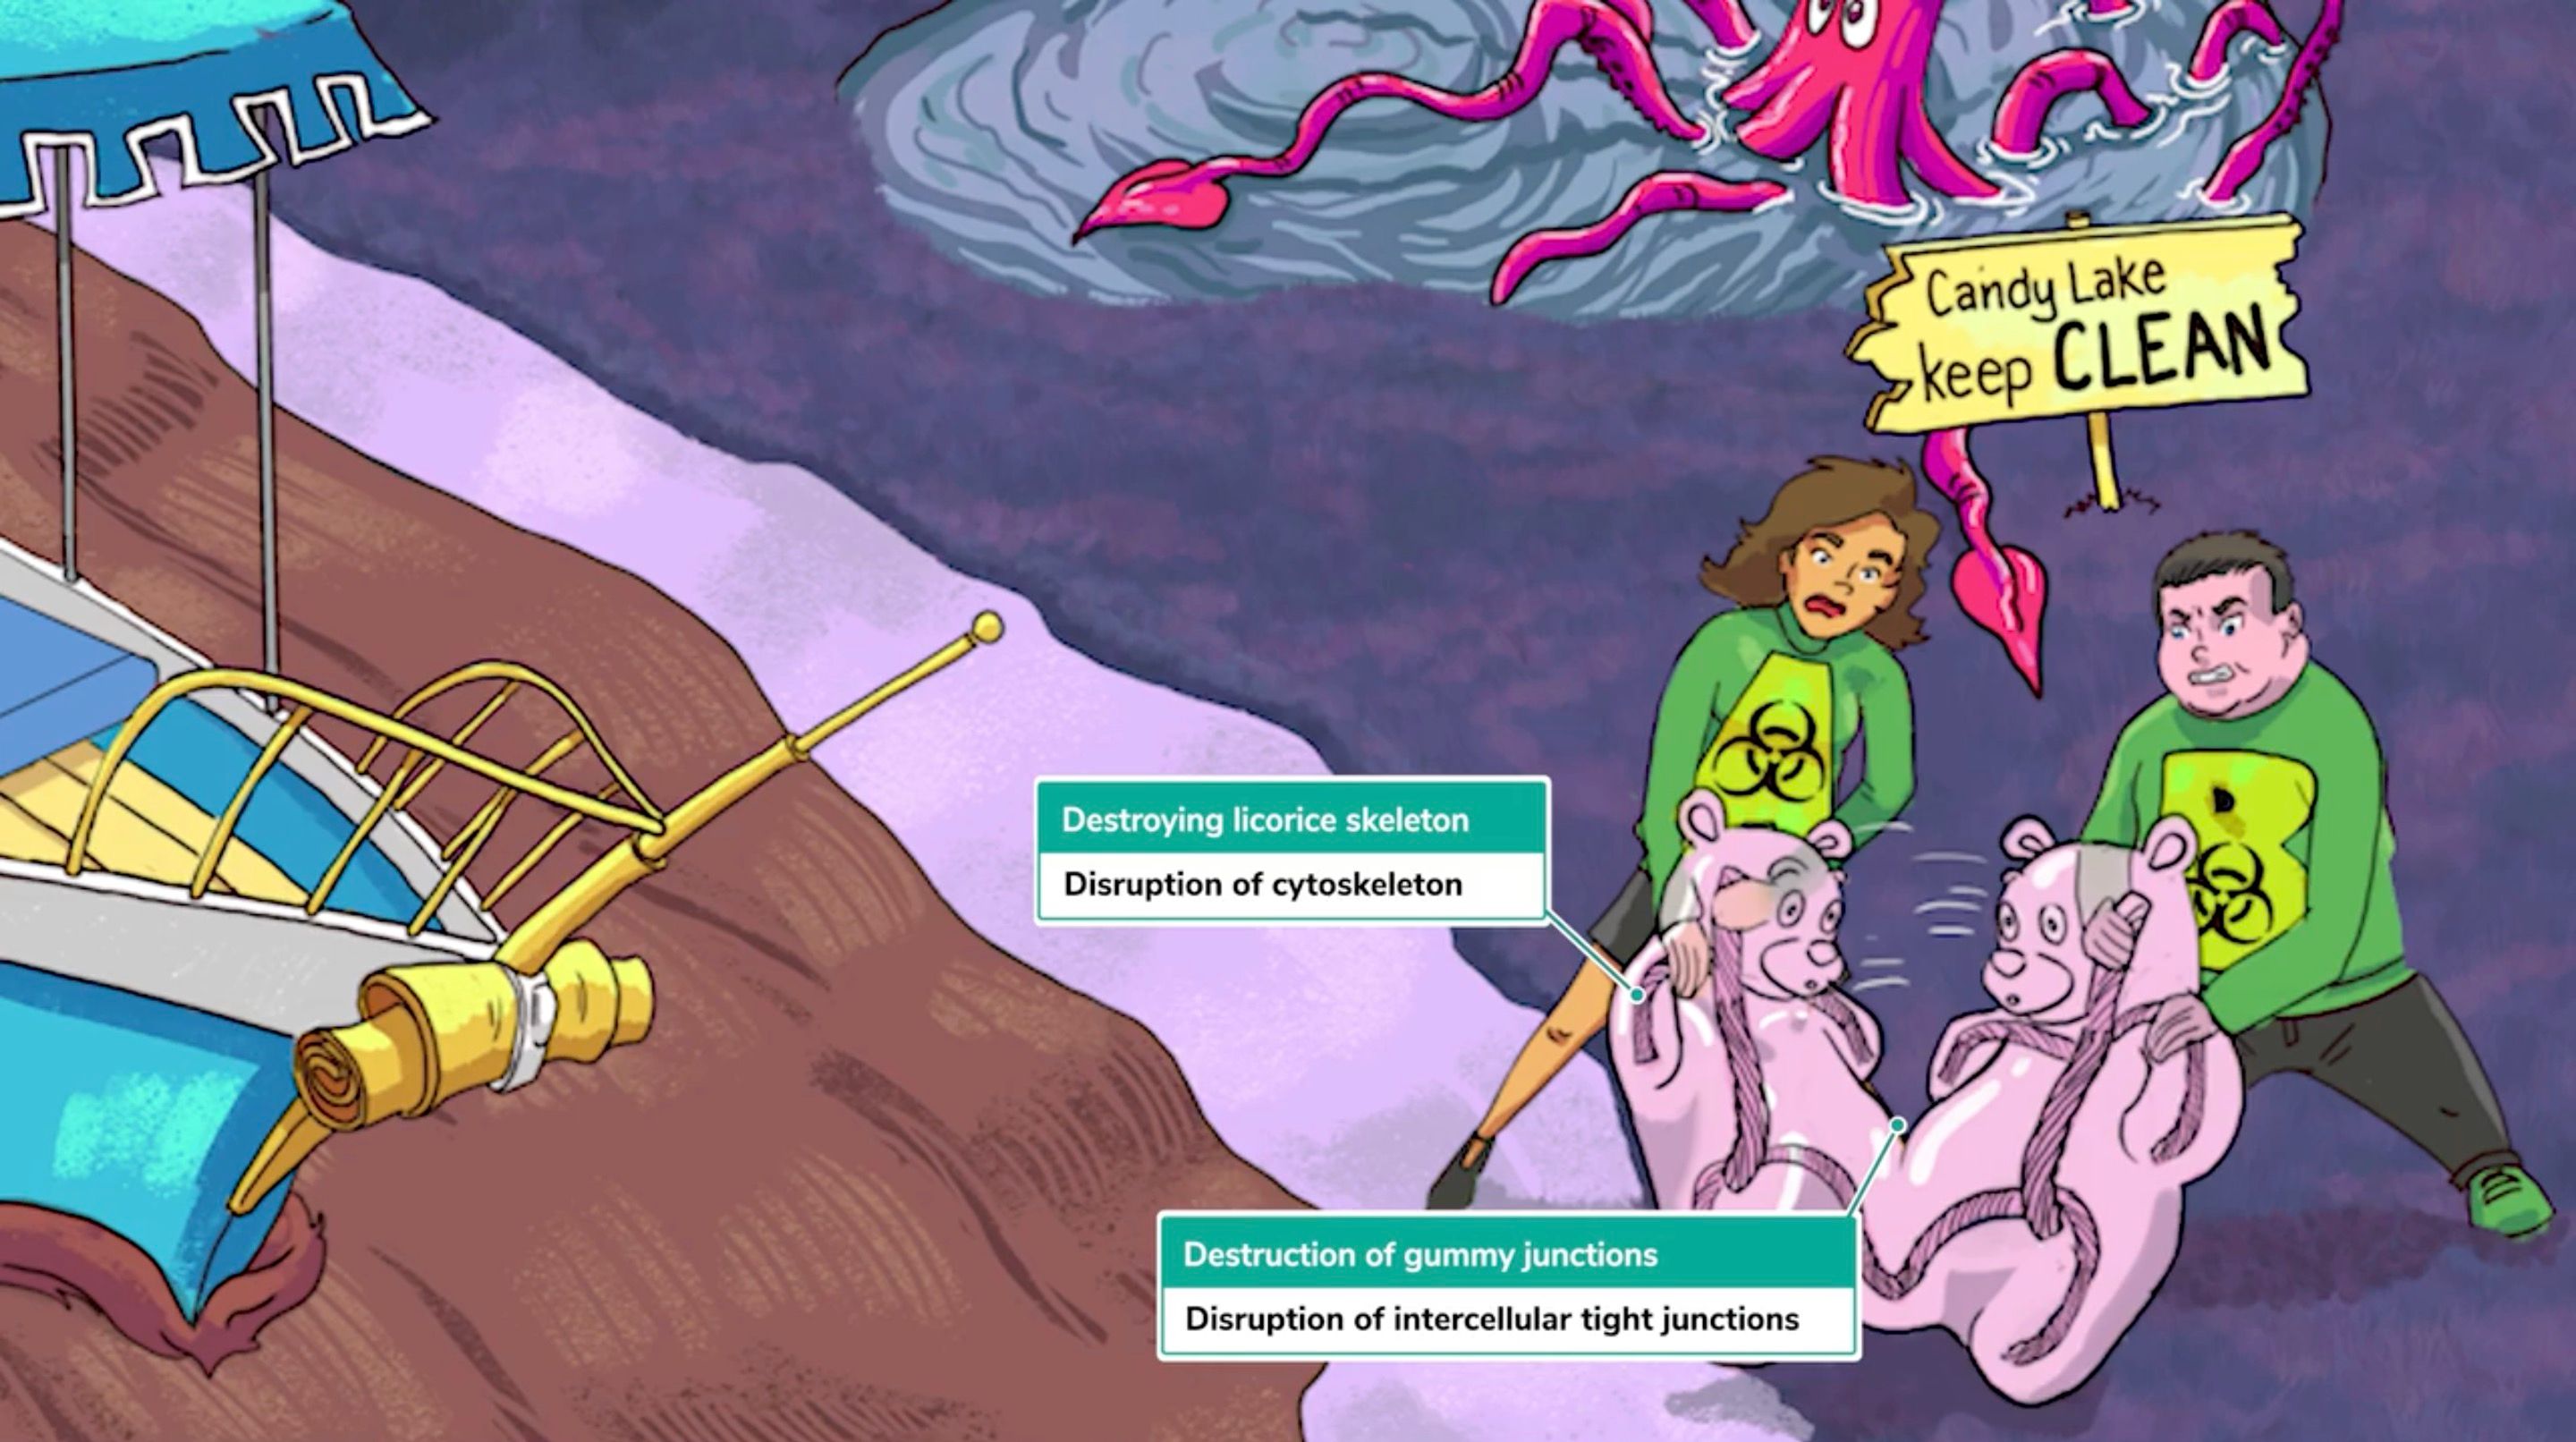 Candy Lake
keep CLEAN
Destroying licorice skeleton
Disruption of cytoskeleton
Destruction of gummy junctions
Disruption of intercellular tight junctions